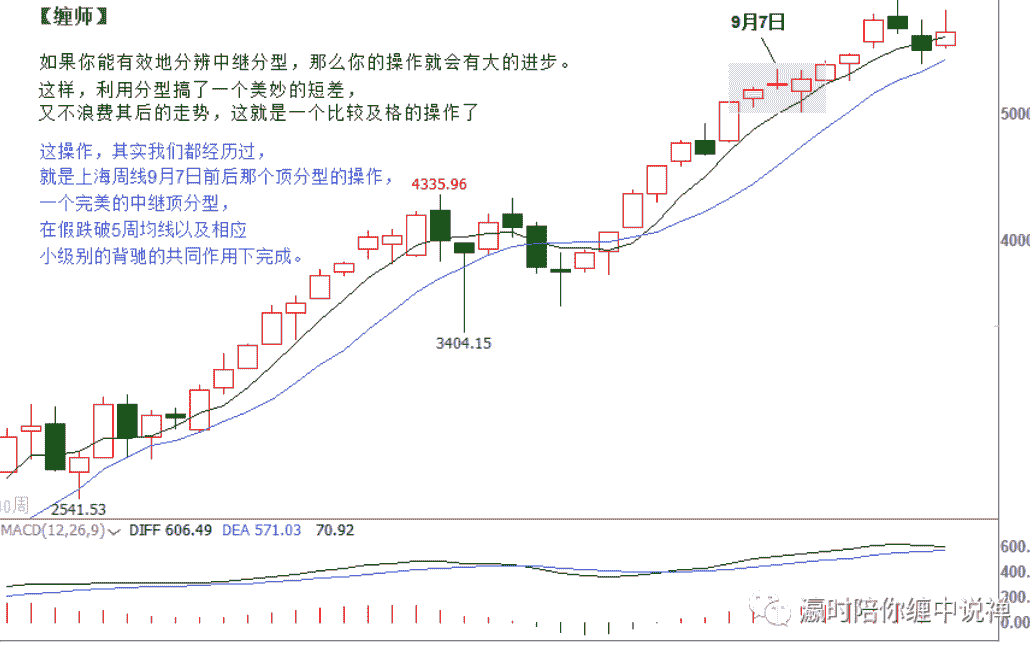 【缠师】
9月7日
如果你能有效地分辨中继分型，那么你的操作就会有大的进步。
这样，利用分型搞了一个美妙的短差，
又不浪费其后的走势，这就是一个比较及格的操作了
这操作，其实我们都经历过，
就是上海周线9月7日前后那个顶分型的操作，
一个完美的中继顶分型，
在假跌破5周均线以及相应
小级别的背驰的共同作用下完成。
5000
4335.96
4000
3404.15
2541.53
MACD(12,26,9) DIFF 606.49 DEA 571.03 70.92
600.
400.
200.
0.00
瀛时陪你缠中说禅